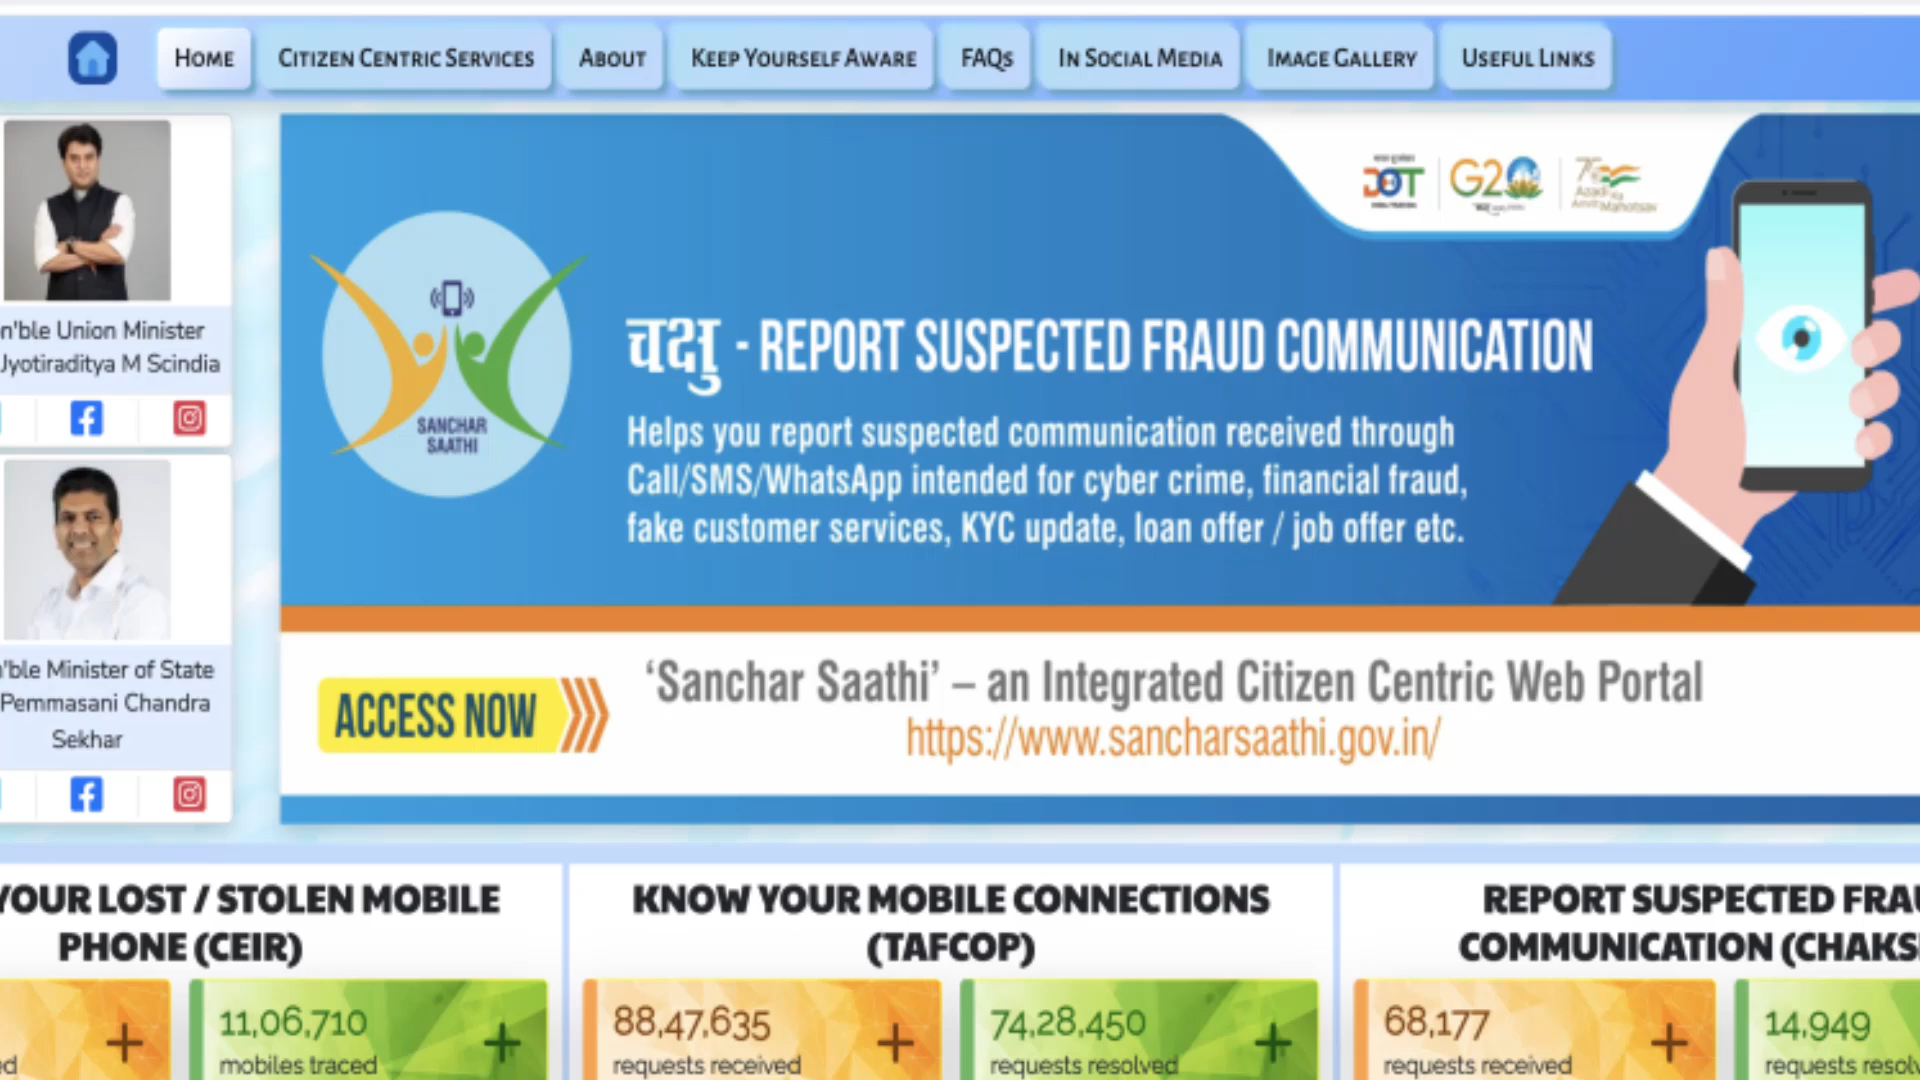 HOME
CITIZEN CENTRIC SERVICES
ABOUT
KEEP YOURSELF AWARE
FAQs
IN SOCIAL MEDIA
IMAGE GALLERY
USEFUL LINKS
n'ble Union Minister
Jyotiraditya M Scindia
'ble Minister of State
Pemmasani Chandra
Sekhar
DOT
G20
Azadi Ka
Amrit Mahotsav
SANCHAR
SAATHI
चक्षु - REPORT SUSPECTED FRAUD COMMUNICATION
Helps you report suspected communication received through
Call/SMS/WhatsApp intended for cyber crime, financial fraud,
fake customer services, KYC update, loan offer / job offer etc.
ACCESS NOW
‘Sanchar Saathi’ – an Integrated Citizen Centric Web Portal
https://www.sancharsaathi.gov.in/
YOUR LOST / STOLEN MOBILE
PHONE (CEIR)
11,06,710
mobiles traced
KNOW YOUR MOBILE CONNECTIONS
(TAFCOP)
88,47,635
requests received
74,28,450
requests resolved
REPORT SUSPECTED FRAU
COMMUNICATION (CHAKS
68,177
requests received
14,949
requests resolv